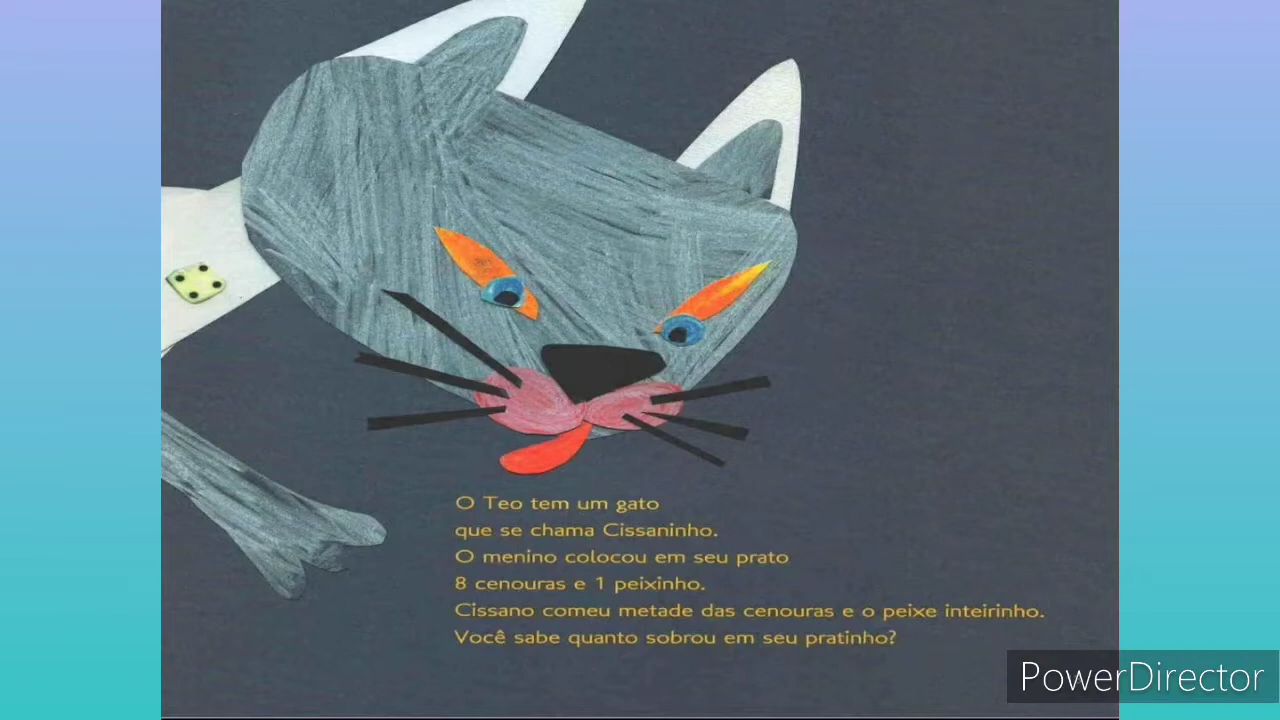 O Teo tem um gato
que se chama Cissaninho.
O menino colocou em seu prato
8 cenouras e 1 peixinho.
Cissano comeu metade das cenouras e o peixe inteirinho.
Você sabe quanto sobrou em seu pratinho?
PowerDirector